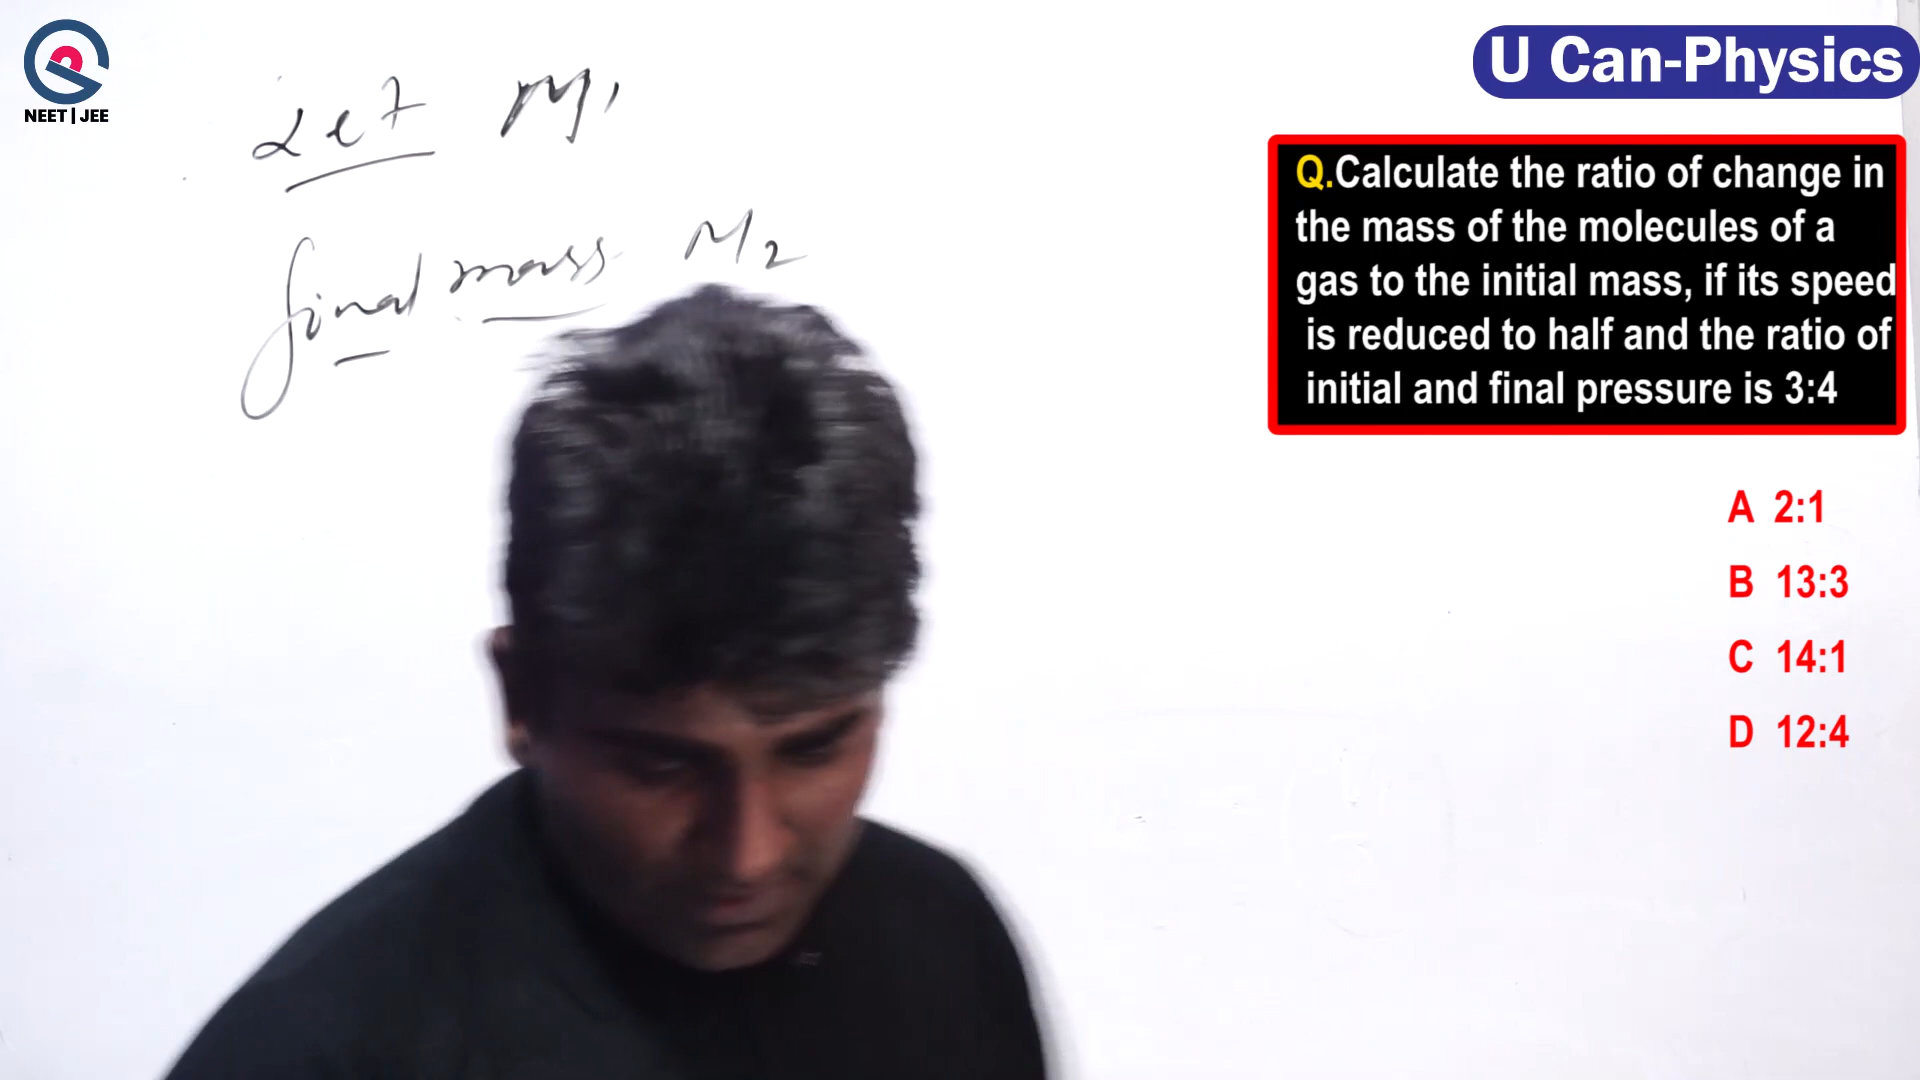 NEET|JEE
U Can-Physics
Let M1
final mass M2
Q.Calculate the ratio of change in
the mass of the molecules of a
gas to the initial mass, if its speed
is reduced to half and the ratio of
initial and final pressure is 3:4
A 2:1
B 13:3
C 14:1
D 12:4